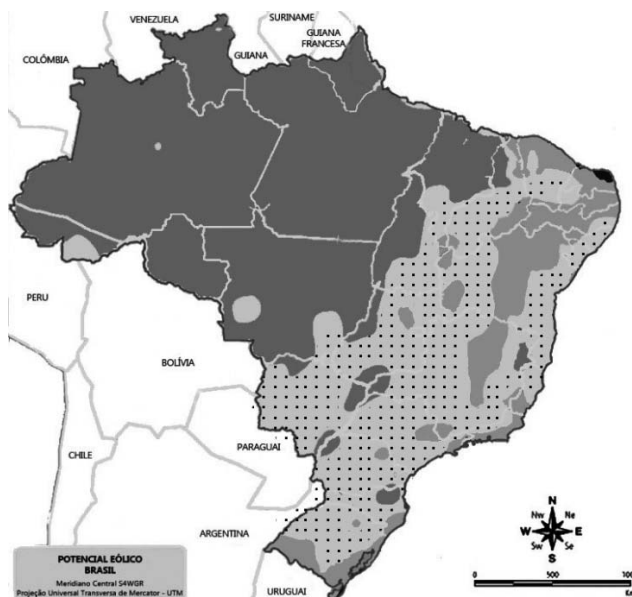 VENEZUELA
SURINAME
COLÔMBIA
GUIANA
GUIANA
FRANCESA
PERU
BOLÍVIA
CHILE
PARAGUAI
ARGENTINA
URUGUAI
N
Nw Ne
W E
Sw Se
S
0 500
POTENCIAL EÓLICO
BRASIL
Meridiano Central S4WGR
Projeção Universal Transversa de Mercator - UTM